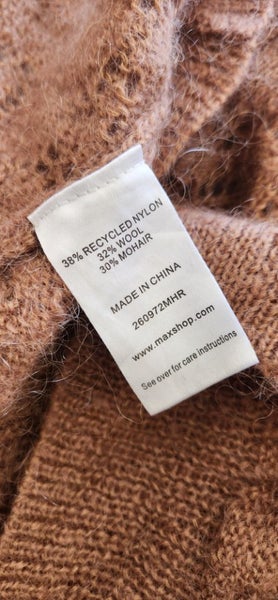 38% RECYCLED NYLON
32% WOOL
30% MOHAIR
MADE IN CHINA
260972MHR
www.maxshop.com
See over for care instructions